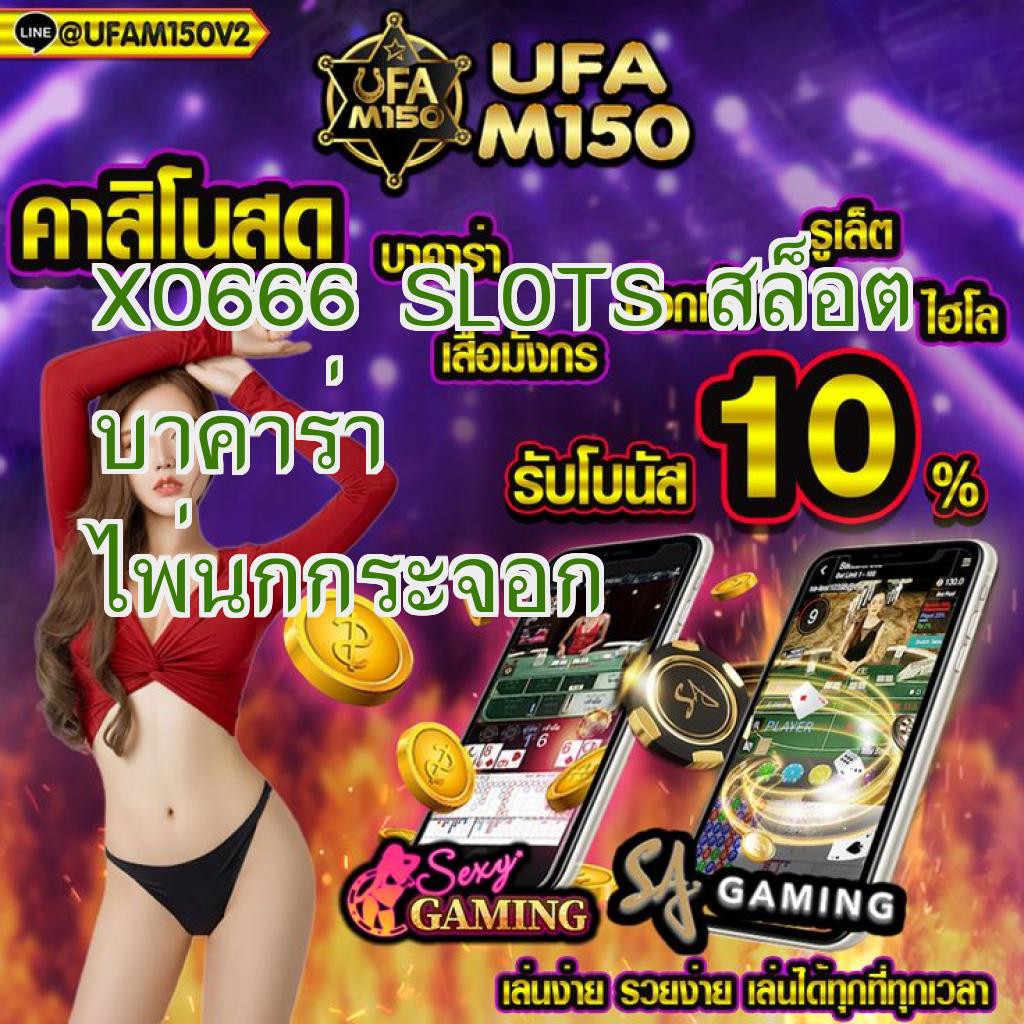 LINE @UFAM150V2
UFA
M150
UFA
M150
คาสิโนสด
บาคาร่า
รูเล็ต
XO666 SLOTS สล็อต
ไฮโล
เสือมังกร
บาคาร่า
10
รับโบนัส
%
ไพ่นกกระจอก
9
PLAYER
Sexy
GAMING
SA GAMING
เล่นง่าย รวยง่าย เล่นได้ทุกที่ทุกเวลา